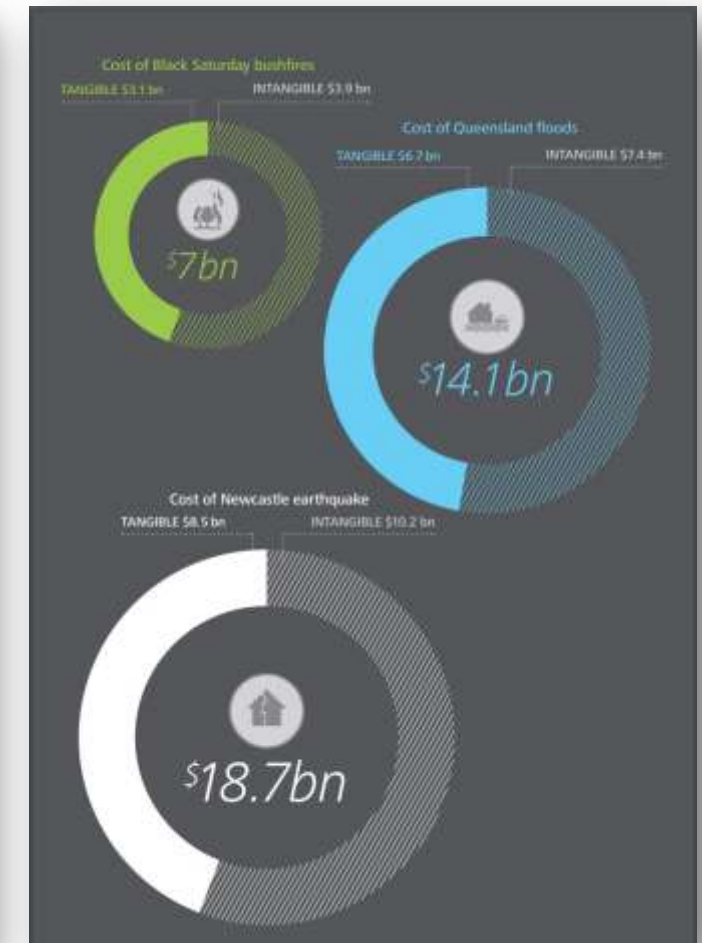 Cost of Black Saturday bushfires
TANGIBLE $3.1 bn INTANGIBLE $3.9 bn
$7bn
Cost of Queensland floods
TANGIBLE $6.7 bn INTANGIBLE $7.4 bn
$14.1bn
Cost of Newcastle earthquake
TANGIBLE $8.5 bn INTANGIBLE $10.2 bn
$18.7bn